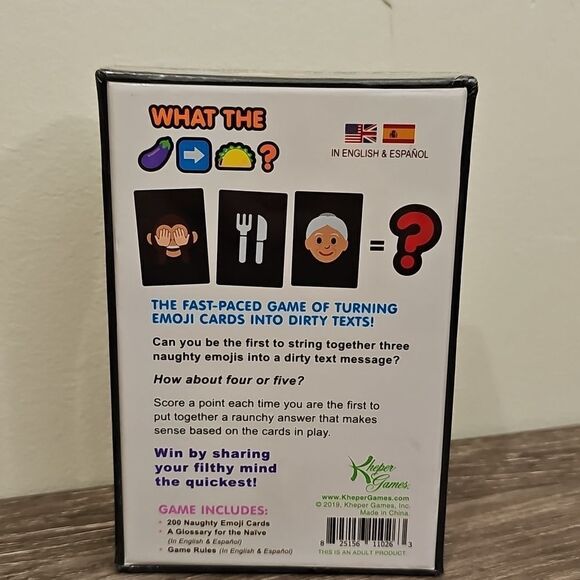 WHAT THE
?
IN ENGLISH & ESPAÑOL
= ?
THE FAST-PACED GAME OF TURNING
EMOJI CARDS INTO DIRTY TEXTS!
Can you be the first to string together three
naughty emojis into a dirty text message?
How about four or five?
Score a point each time you are the first to
put together a raunchy answer that makes
sense based on the cards in play.
Win by sharing
your filthy mind
the quickest!
GAME INCLUDES:
• 200 Naughty Emoji Cards
• A Glossary for the Naïve
(In English & Español)
• Game Rules (In English & Español)
Kheper
Games®
www.KheperGames.com
© 2019, Kheper Games, Inc.
Made in China.
8 25156 11026 3
THIS IS AN ADULT PRODUCT.